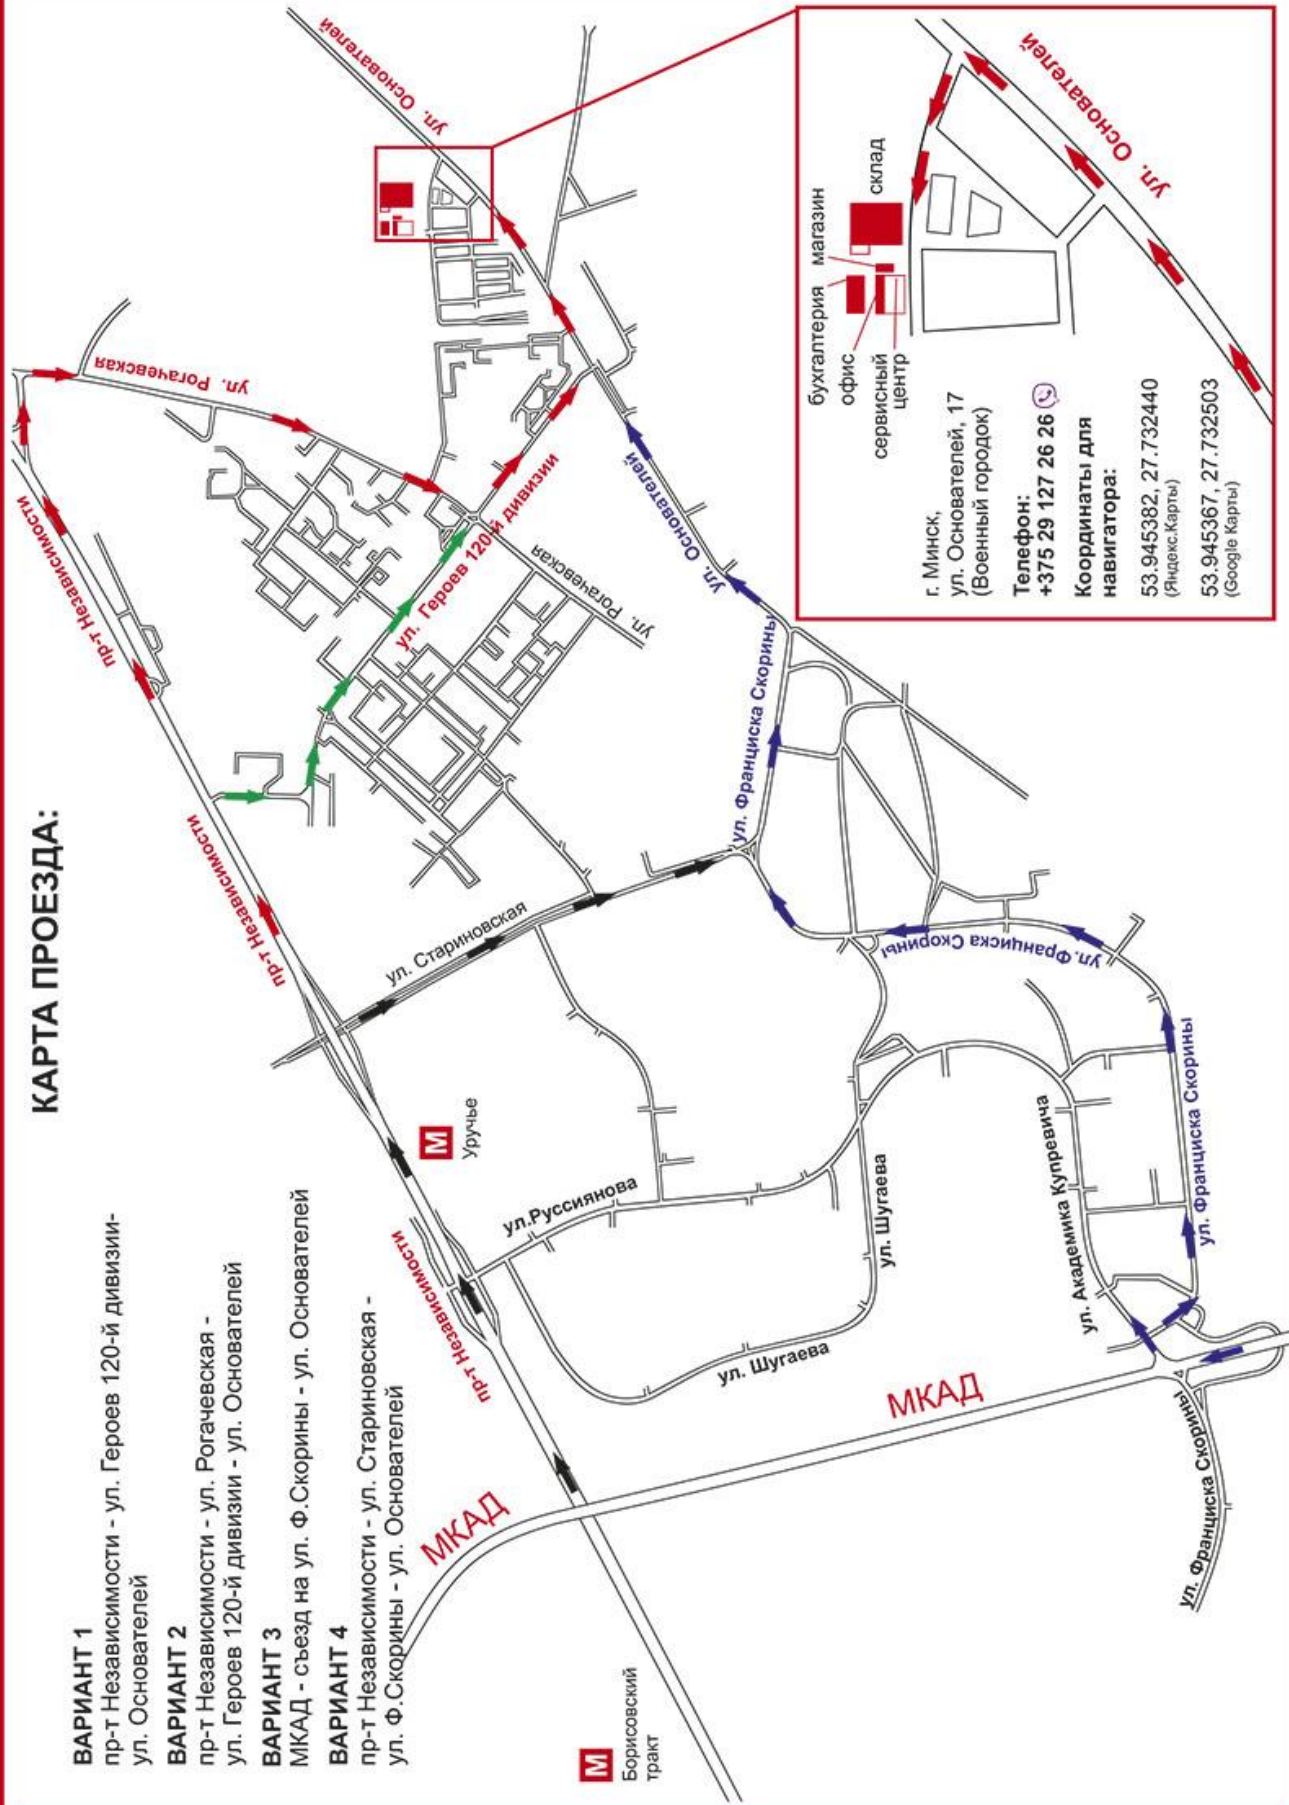 КАРТА ПРОЕЗДА:
ВАРИАНТ 1
пр-т Независимости - ул. Героев 120-й дивизии-
ул. Основателей
ВАРИАНТ 2
пр-т Независимости - ул. Рогачевская -
ул. Героев 120-й дивизии - ул. Основателей
ВАРИАНТ 3
МКАД - съезд на ул. Ф.Скорины - ул. Основателей
ВАРИАНТ 4
пр-т Независимости - ул. Стариновская -
ул. Ф.Скорины - ул. Основателей
М
Борисовский
тракт
МКАД
пр-т Независимости
М
Уручье
пр-т Независимости
пр-т Независимости
ул. Рогачевская
ул. Основателей
ул. Стариновская
ул. Героев 120-й дивизии
ул. Рогачевская
ул. Основателей
ул.Руссиянова
ул. Шугаева
ул. Шугаева
МКАД
ул. Франциска Скорины
ул.Франциска Скорины
ул. Академика Купревича
ул. Франциска Скорины
ул. Франциска Скорины
бухгалтерия
магазин
офис
склад
сервисный
центр
ул. Основателей
г. Минск,
ул. Основателей, 17
(Военный городок)
Телефон:
+375 29 127 26 26
Координаты для
навигатора:
53.945382, 27.732440
(Яндекс.Карты)
53.945367, 27.732503
(Google Карты)